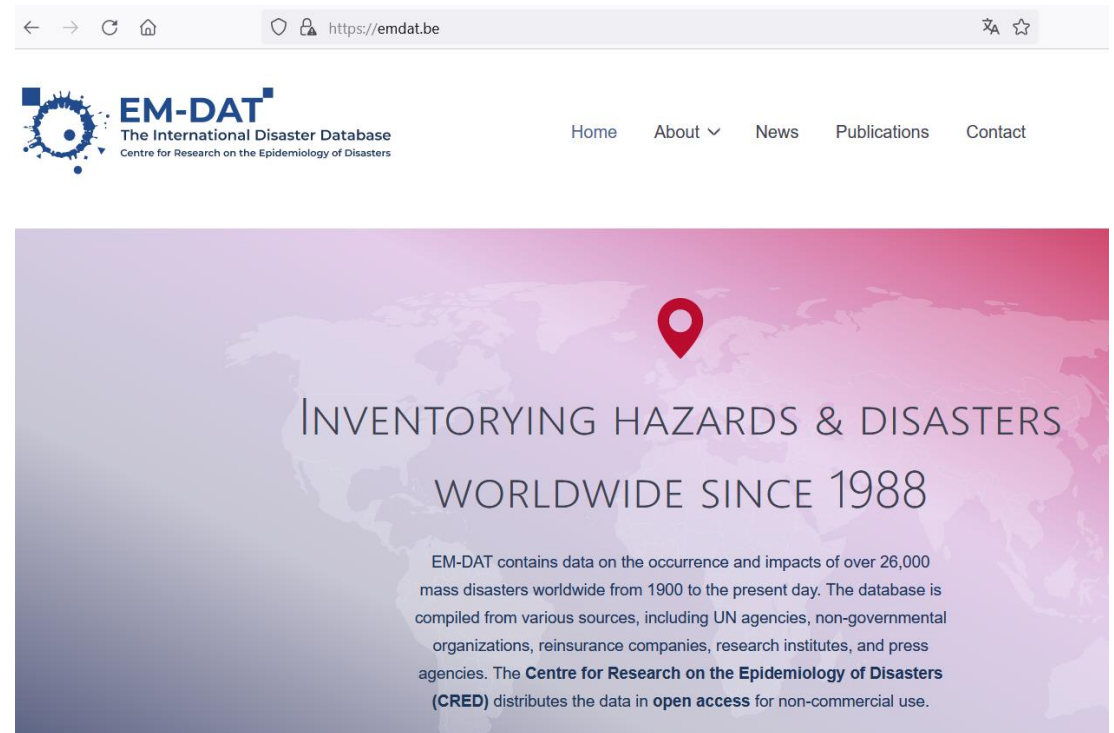 https://emdat.be
EM-DAT
The International Disaster Database
Centre for Research on the Epidemiology of Disasters
Home About News Publications Contact
INVENTORYING HAZARDS & DISASTERS
WORLDWIDE SINCE 1988
EM-DAT contains data on the occurrence and impacts of over 26,000
mass disasters worldwide from 1900 to the present day. The database is
compiled from various sources, including UN agencies, non-governmental
organizations, reinsurance companies, research institutes, and press
agencies. The Centre for Research on the Epidemiology of Disasters
(CRED) distributes the data in open access for non-commercial use.